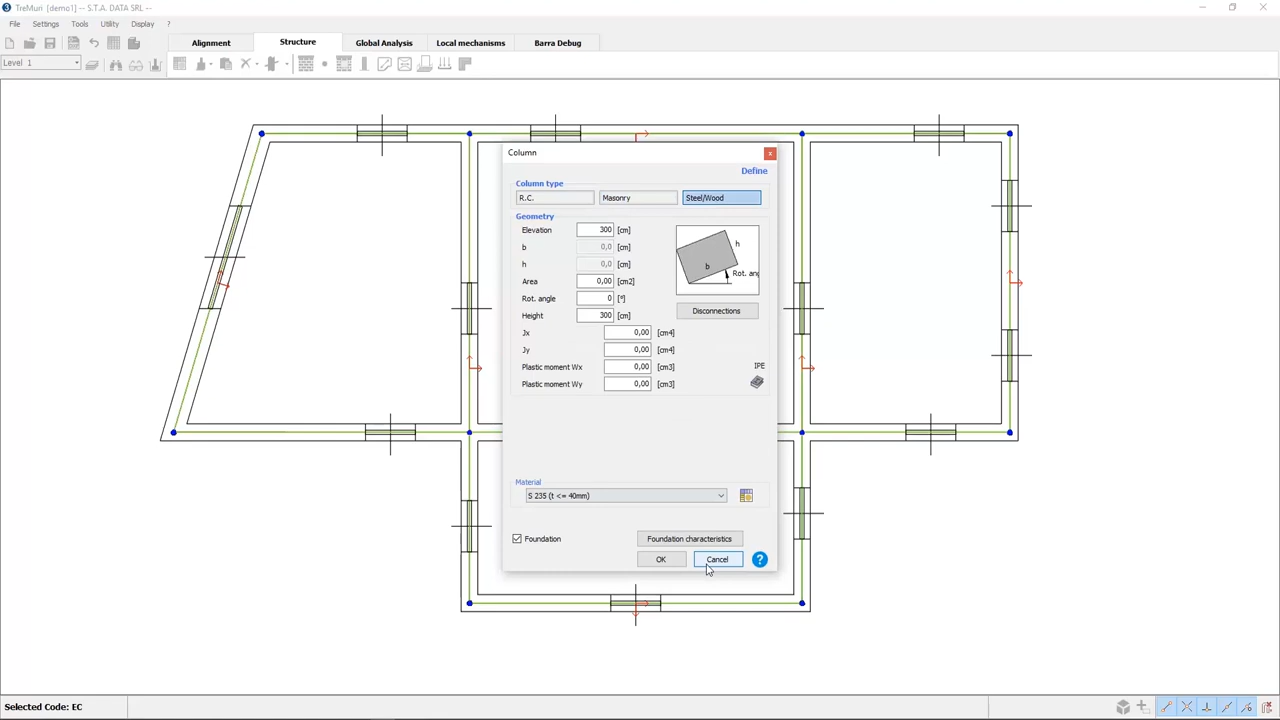 TreMuri [demo1] -- S.T.A. DATA SRL --
File Settings Tools Utility Display ?
Alignment Structure Global Analysis Local mechanisms Barra Debug
Level 1
Column
Define
Column type
R.C. Masonry Steel/Wood
Geometry
Elevation 300 [cm]
b 0,0 [cm]
h 0,0 [cm]
Area 0,00 [cm2]
Rot. angle 0 [°]
Height 300 [cm]
h
b
Rot. ang
Disconnections
Jx 0,00 [cm4]
Jy 0,00 [cm4]
Plastic moment Wx 0,00 [cm3]
Plastic moment Wy 0,00 [cm3]
IPE
Material
S 235 (t <= 40mm)
Foundation Foundation characteristics
OK Cancel ?
Selected Code: EC